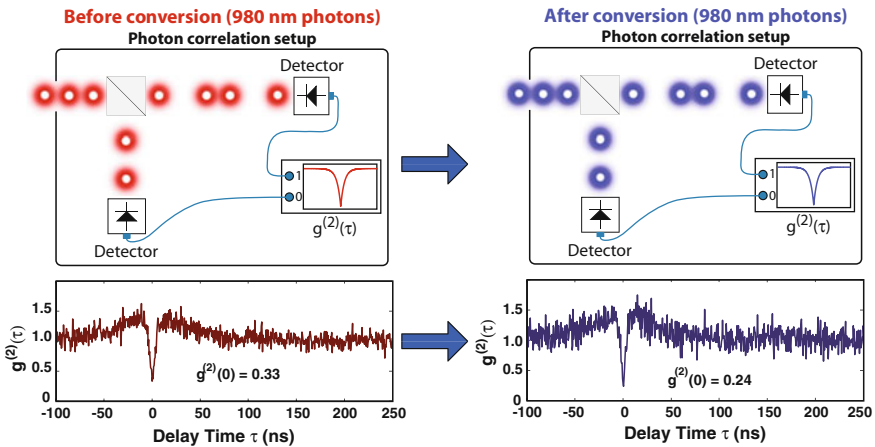 Before conversion (980 nm photons)
Photon correlation setup
Detector
1
0
g(2)(τ)
Detector
1.5
1.0
0.5
0
g(2)(τ)
g(2)(0) = 0.33
-100 -50 0 50 100 150 200 250
Delay Time τ (ns)
After conversion (980 nm photons)
Photon correlation setup
Detector
1
0
g(2)(τ)
Detector
1.5
1.0
0.5
0
g(2)(τ)
g(2)(0) = 0.24
-100 -50 0 50 100 150 200 250
Delay Time τ (ns)